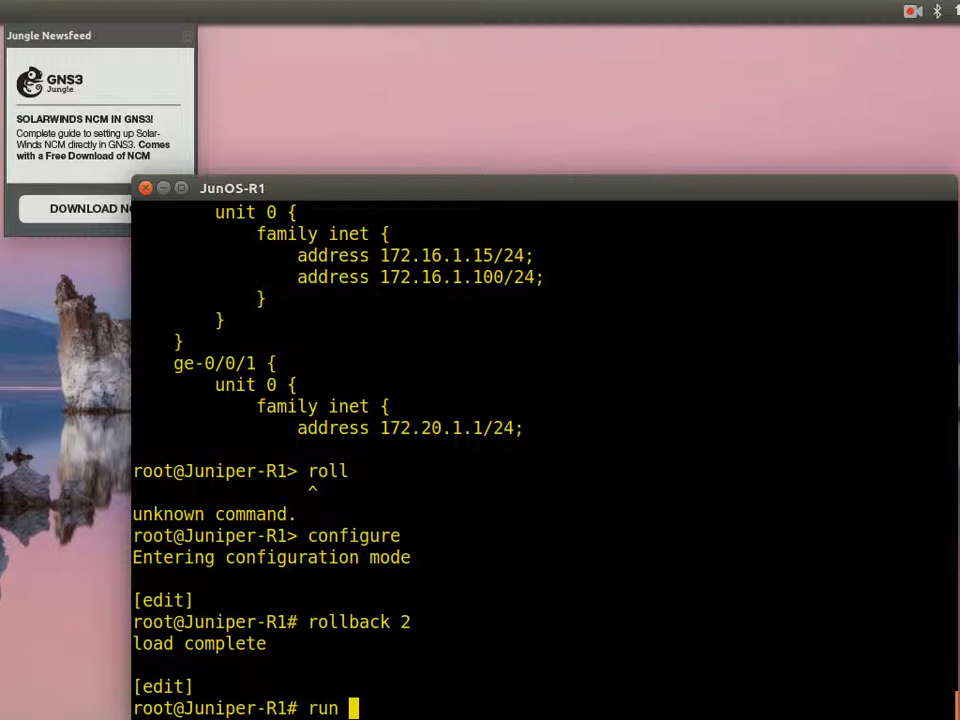 Jungle Newsfeed
GNS3
Jungle
SOLARWINDS NCM IN GNS3!
Complete guide to setting up Solar-
Winds NCM directly in GNS3. Comes
with a Free Download of NCM
DOWNLOAD NO
JunOS-R1
unit 0 {
family inet {
address 172.16.1.15/24;
address 172.16.1.100/24;
}
}
}
ge-0/0/1 {
unit 0 {
family inet {
address 172.20.1.1/24;
root@Juniper-R1> roll
^
unknown command.
root@Juniper-R1> configure
Entering configuration mode
[edit]
root@Juniper-R1# rollback 2
load complete
[edit]
root@Juniper-R1# run